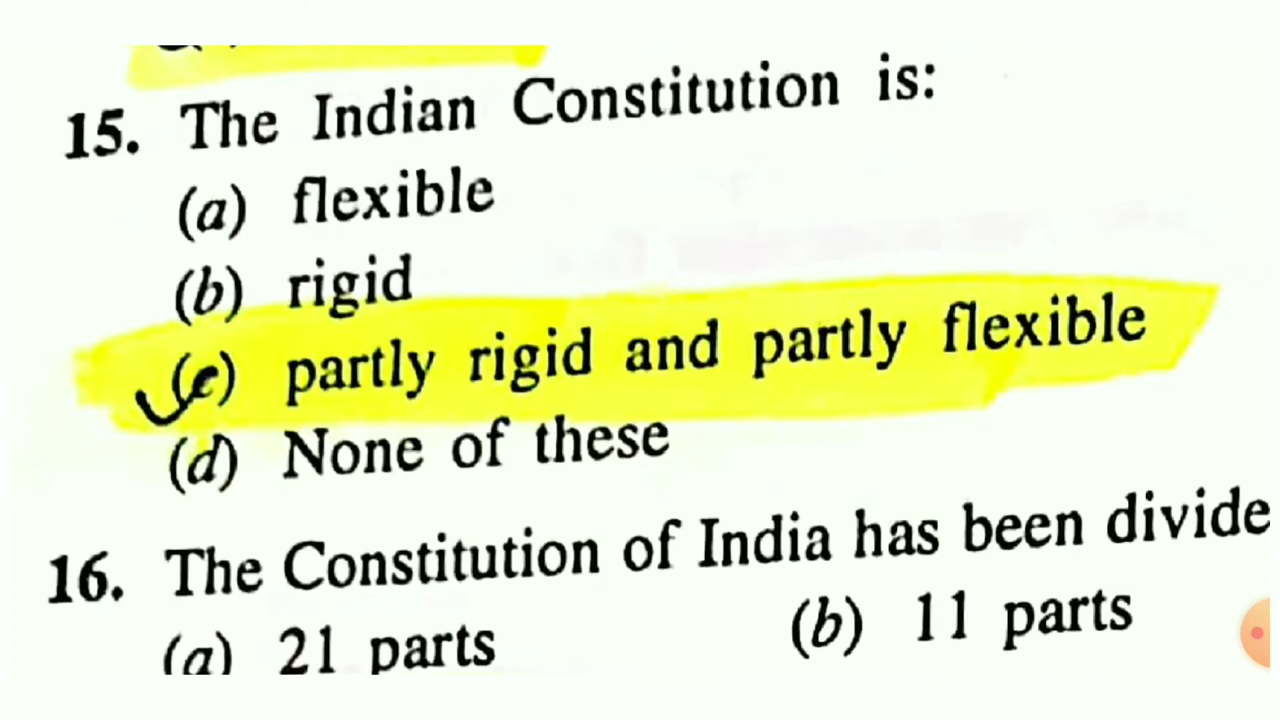 15. The Indian Constitution is:
(a) flexible
(b) rigid
(c) partly rigid and partly flexible
(d) None of these
16. The Constitution of India has been divide
(a) 21 parts (b) 11 parts